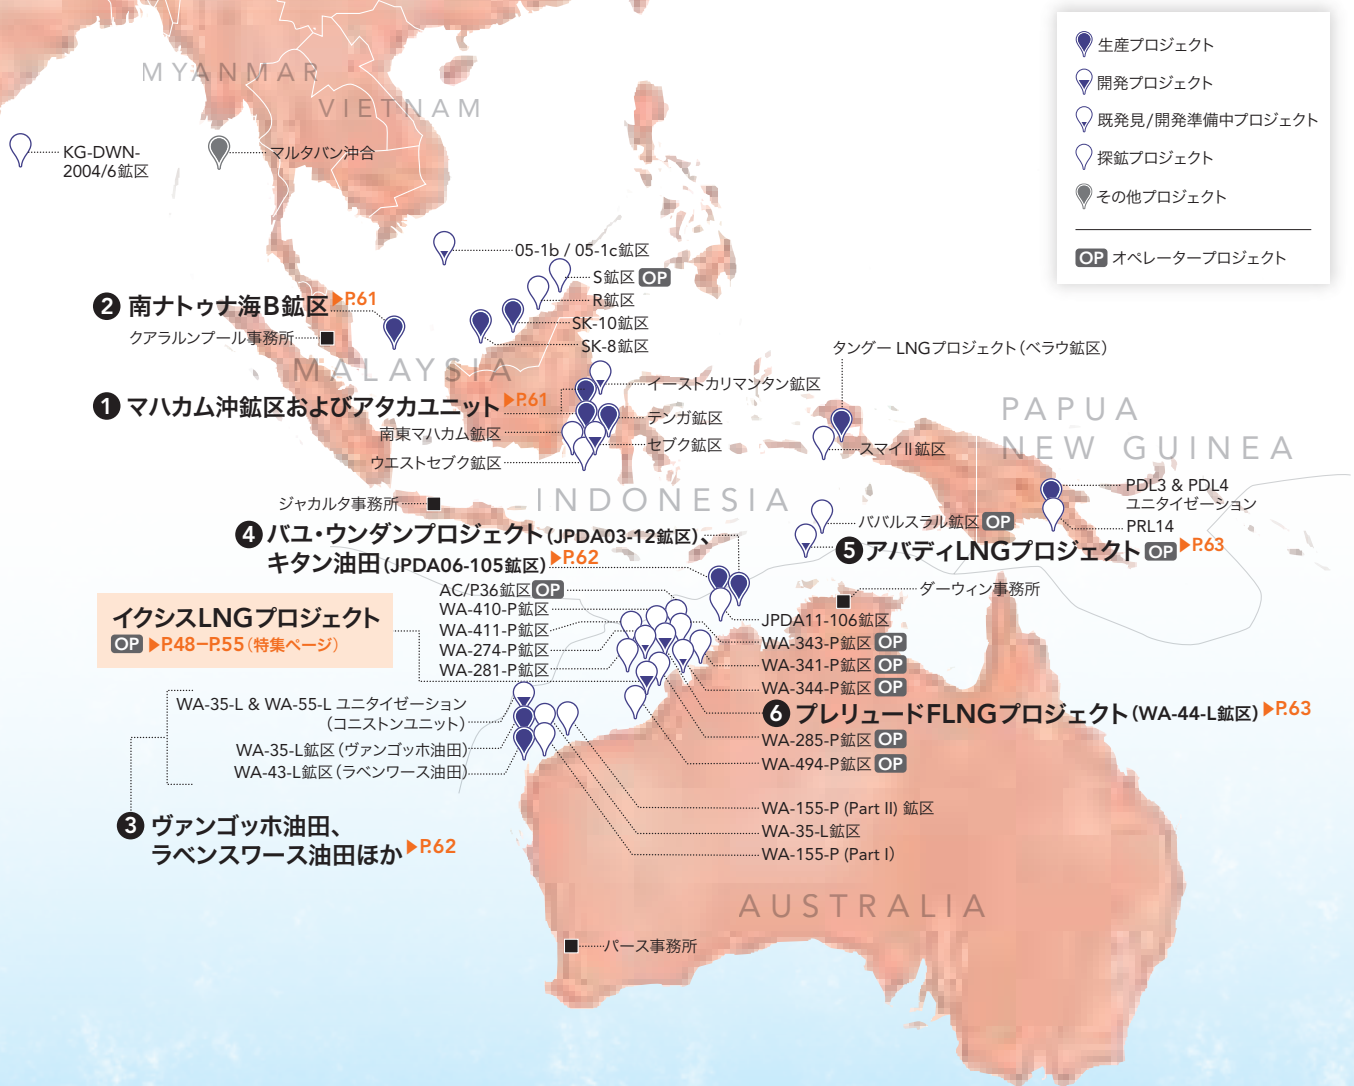 生産プロジェクト
開発プロジェクト
既発見/開発準備中プロジェクト
探鉱プロジェクト
その他プロジェクト
OP オペレータープロジェクト
MYANMAR
VIETNAM
KG-DWN-
2004/6鉱区
マルタバン沖合
05-1b / 05-1c鉱区
S鉱区 OP
R鉱区
SK-10鉱区
SK-8鉱区
2 南ナトゥナ海B鉱区 ▶P.61
クアラルンプール事務所
MALAYSIA
タングー LNGプロジェクト（ベラウ鉱区）
イーストカリマンタン鉱区
1 マハカム沖鉱区およびアタカユニット ▶P.61
テンガ鉱区
南東マハカム鉱区
セブク鉱区
ウエストセブク鉱区
スマイII鉱区
PAPUA
NEW GUINEA
PDL3 & PDL4
ユニタイゼーション
PRL14
INDONESIA
ジャカルタ事務所
ババルスラル鉱区 OP
5 アバディLNGプロジェクト OP ▶P.63
4 バユ・ウンダンプロジェクト（JPDA03-12鉱区）、
キタン油田（JPDA06-105鉱区） ▶P.62
ダーウィン事務所
AC/P36鉱区 OP
WA-410-P鉱区
WA-411-P鉱区
WA-274-P鉱区
WA-281-P鉱区
イクシスLNGプロジェクト
OP ▶P.48–P.55（特集ページ）
JPDA11-106鉱区
WA-343-P鉱区 OP
WA-341-P鉱区 OP
WA-344-P鉱区 OP
6 プレリュードFLNGプロジェクト（WA-44-L鉱区） ▶P.63
WA-285-P鉱区 OP
WA-494-P鉱区 OP
WA-35-L & WA-55-L ユニタイゼーション
（コニストンユニット）
WA-35-L鉱区（ヴァンゴッホ油田）
WA-43-L鉱区（ラベンワース油田）
3 ヴァンゴッホ油田、
ラベンスワース油田ほか ▶P.62
WA-155-P (Part II) 鉱区
WA-35-L鉱区
WA-155-P (Part I）
AUSTRALIA
パース事務所